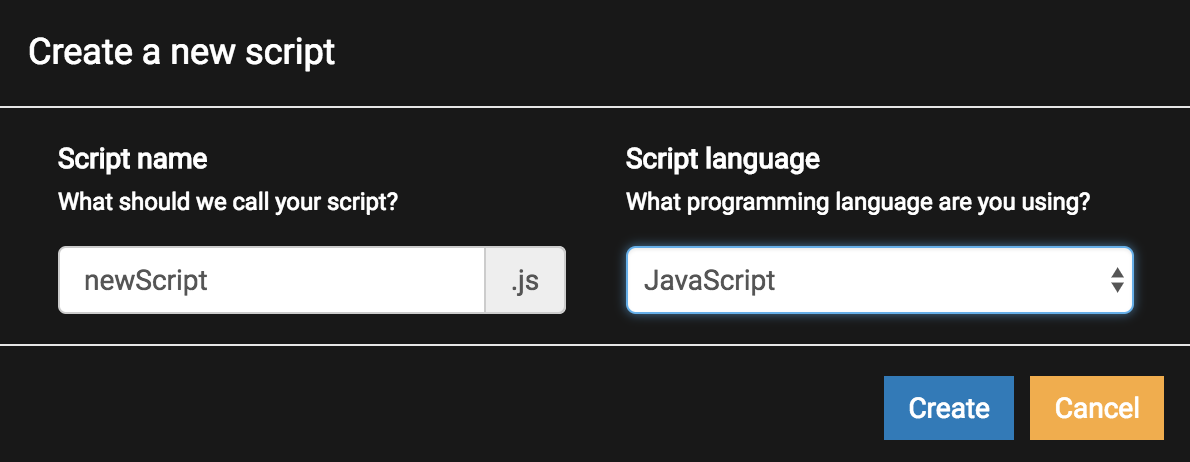 Create a new script
Script name
What should we call your script?
newScript .js
Script language
What programming language are you using?
JavaScript
Create Cancel